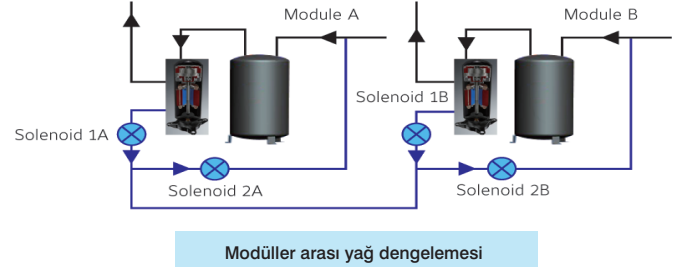 Module A
Module B
Solenoid 1B
Solenoid 1A
Solenoid 2A
Solenoid 2B
Modüller arası yağ dengelemesi